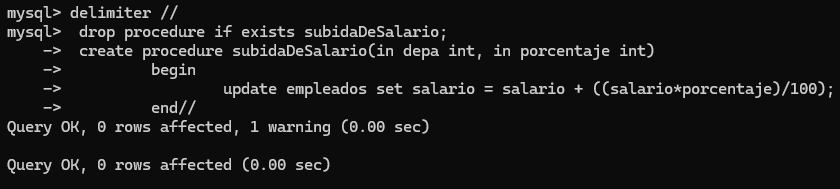 mysql> delimiter //
mysql>  drop procedure if exists subidaDeSalario;
    ->  create procedure subidaDeSalario(in depa int, in porcentaje int)
    ->          begin
    ->                  update empleados set salario = salario + ((salario*porcentaje)/100);
    ->          end//
Query OK, 0 rows affected, 1 warning (0.00 sec)

Query OK, 0 rows affected (0.00 sec)